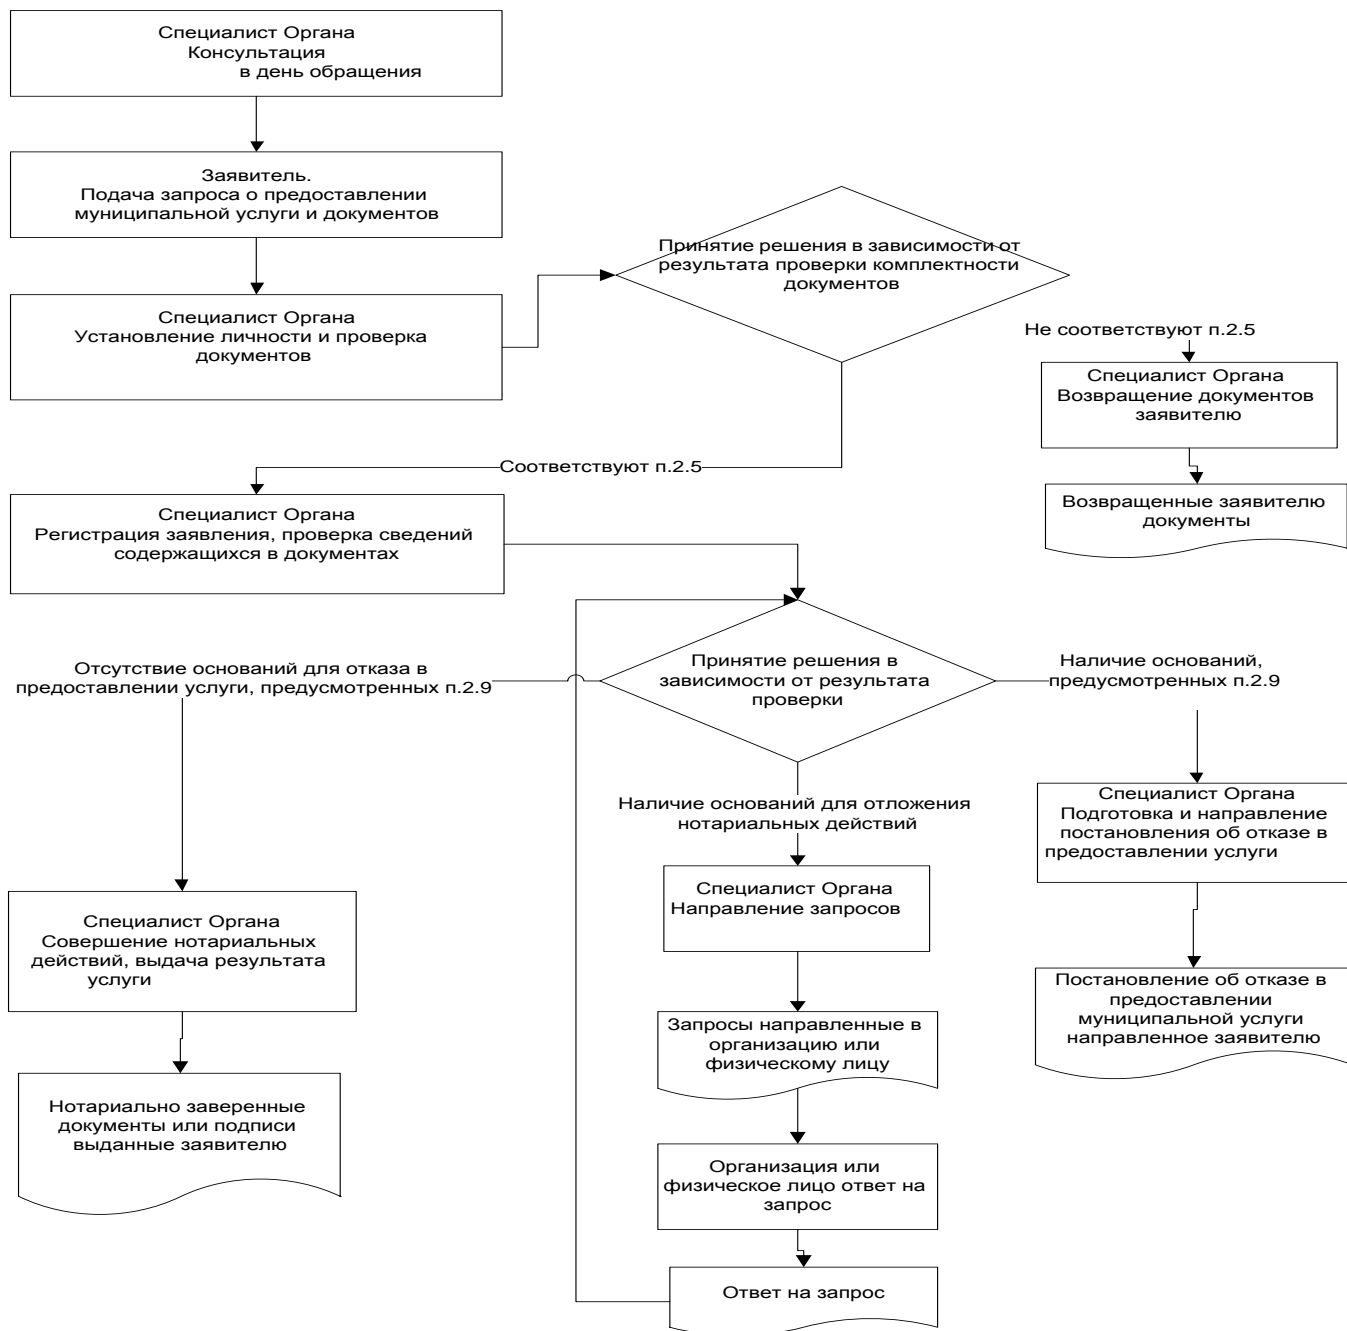 Специалист Органа
Консультация
в день обращения
Заявитель.
Подача запроса о предоставлении
муниципальной услуги и документов
Специалист Органа
Установление личности и проверка
документов
Принятие решения в зависимости от
результата проверки комплектности
документов
Не соответствуют п.2.5
Специалист Органа
Возвращение документов
заявителю
Возвращенные заявителю
документы
Соответствуют п.2.5
Специалист Органа
Регистрация заявления, проверка сведений
содержащихся в документах
Принятие решения в
зависимости от результата
проверки
Отсутствие оснований для отказа в
предоставлении услуги, предусмотренных п.2.9
Наличие оснований,
предусмотренных п.2.9
Наличие оснований для отложения
нотариальных действий
Специалист Органа
Подготовка и направление
постановления об отказе в
предоставлении услуги
Специалист Органа
Направление запросов
Специалист Органа
Совершение нотариальных
действий, выдача результата
услуги
Постановление об отказе в
предоставлении
муниципальной услуги
направленное заявителю
Запросы направленные в
организацию или
физическому лицу
Нотариально заверенные
документы или подписи
выданные заявителю
Организация или
физическое лицо ответ на
запрос
Ответ на запрос